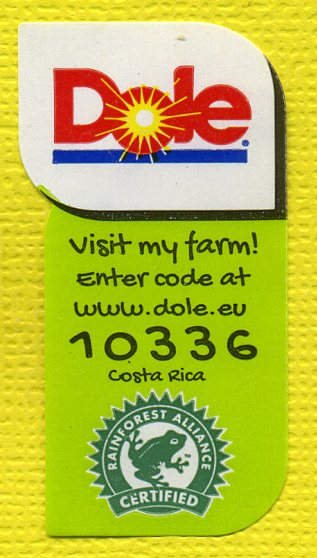 Dole
Visit my farm!
Enter code at
www.dole.eu
10336
Costa Rica
RAINFOREST ALLIANCE
CERTIFIED